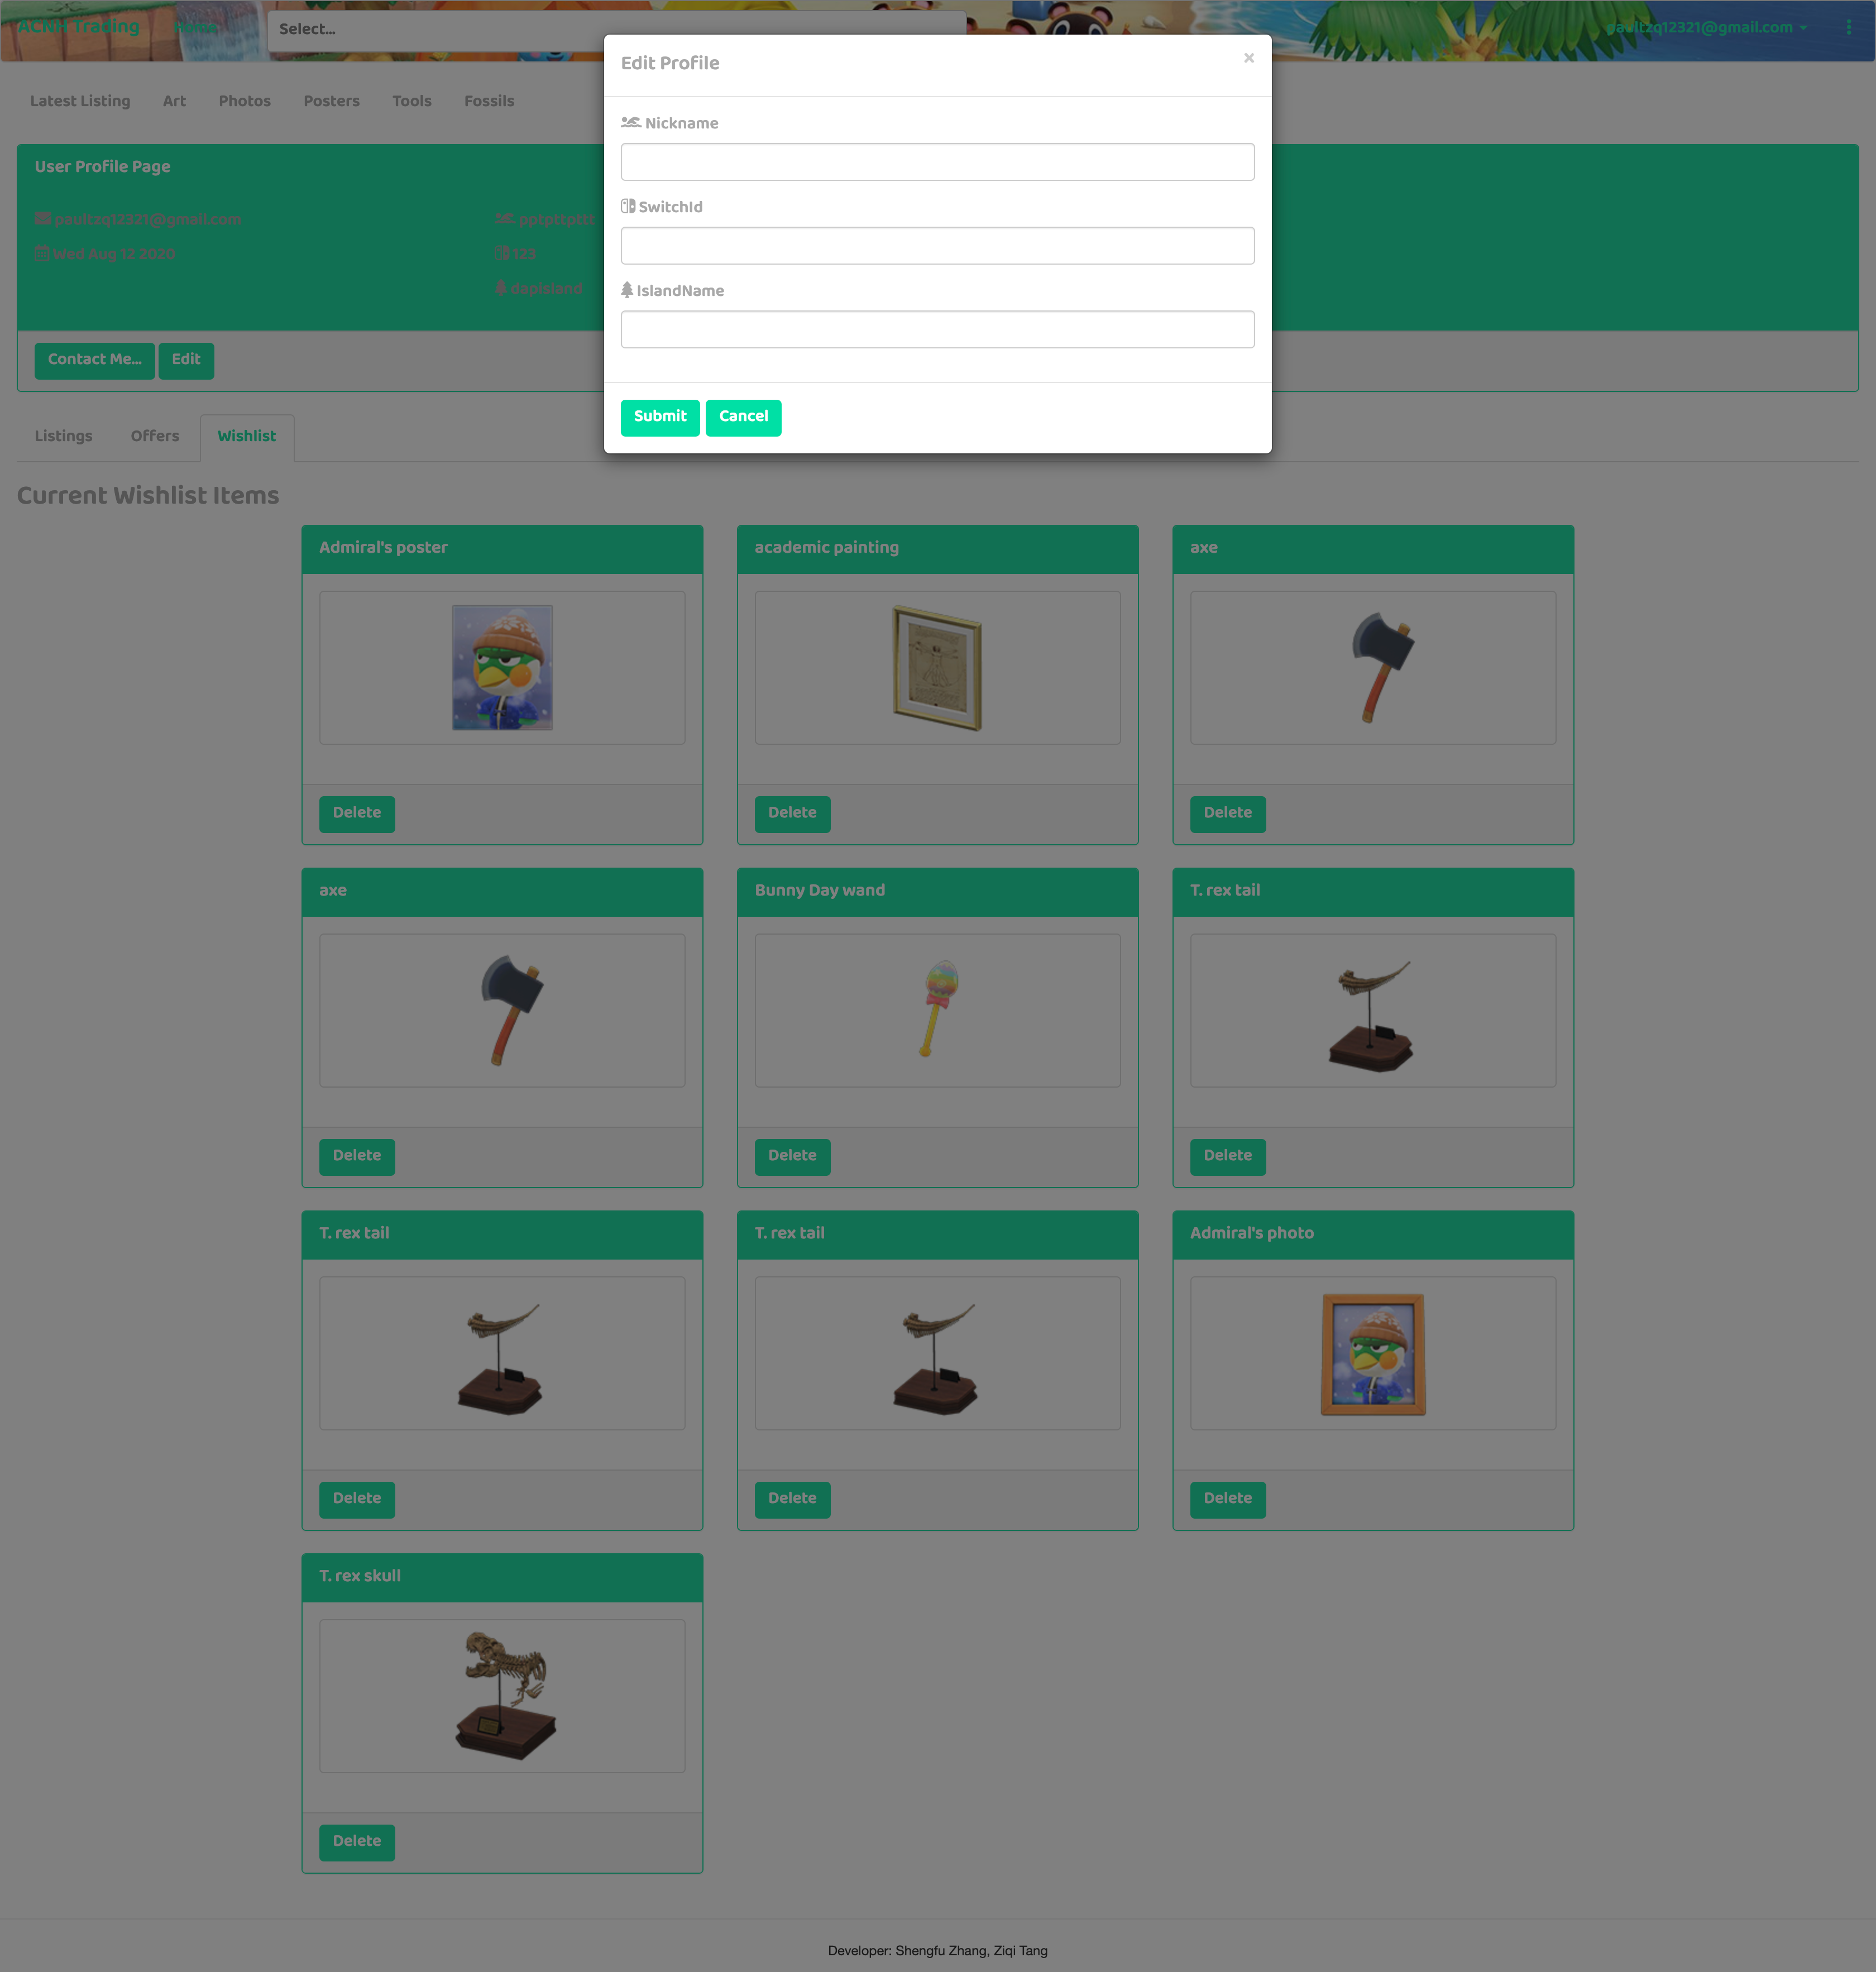 ACNH Trading
Select...
paultzq12321@gmail.com
Edit Profile
×
Nickname
SwitchId
IslandName
Submit Cancel
Latest Listing Art Photos Posters Tools Fossils
User Profile Page
paultzq12321@gmail.com
Wed Aug 12 2020
pptpttpttt
123
dapisland
Contact Me... Edit
Listings Offers Wishlist
Current Wishlist Items
Admiral's poster
Delete
academic painting
Delete
axe
Delete
axe
Delete
Bunny Day wand
Delete
T. rex tail
Delete
T. rex tail
Delete
T. rex tail
Delete
Admiral's photo
Delete
T. rex skull
Delete
Developer: Shengfu Zhang, Ziqi Tang